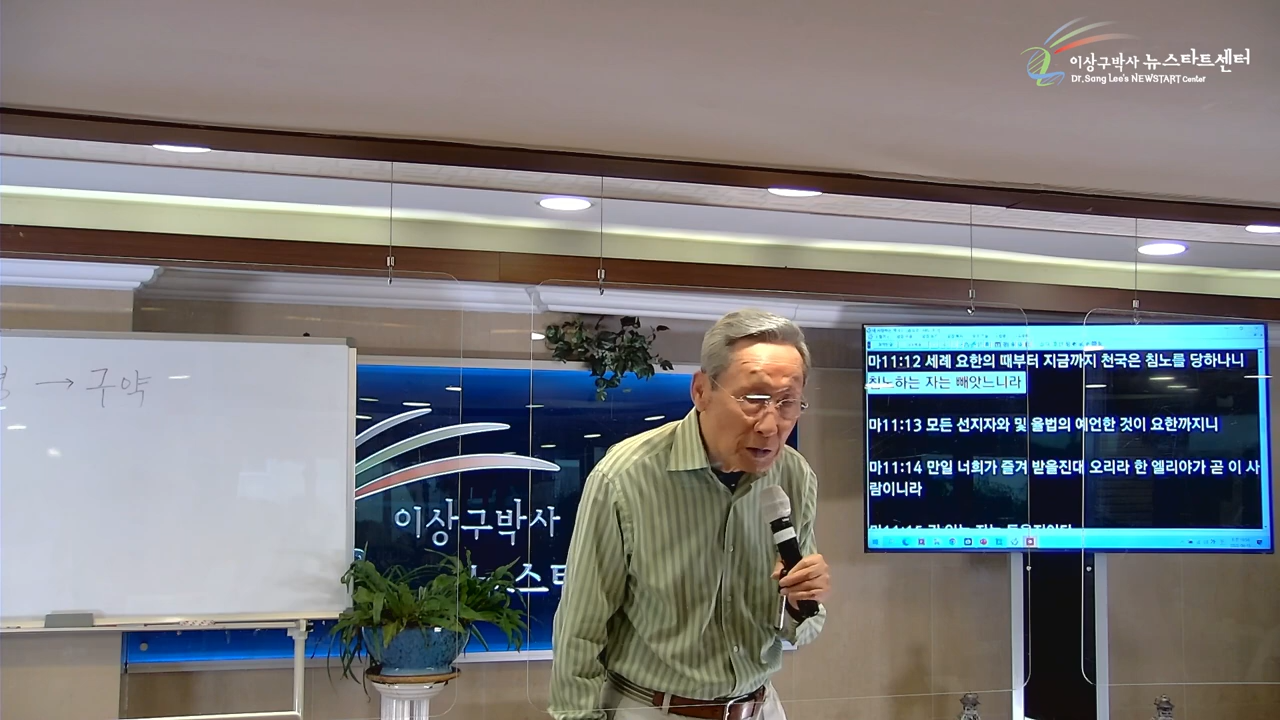 이상구박사 뉴스타트센터
Dr. Sang Lee's NEWSTART Center
→ 구약
이상구박사
마11:12 세례 요한의 때부터 지금까지 천국은 침노를 당하나니
침노하는 자는 빼앗느니라
마11:13 모든 선지자와 및 율법의 예언한 것이 요한까지니
마11:14 만일 너희가 즐겨 받을진대 오리라 한 엘리야가 곧 이 사
람이니라